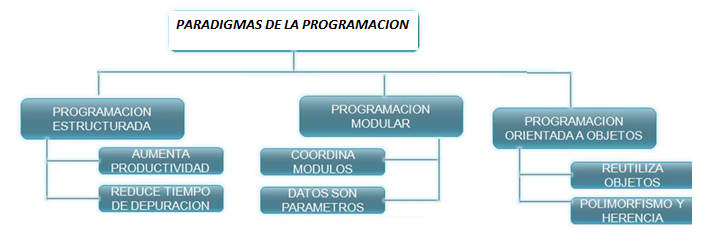 PARADIGMAS DE LA PROGRAMACION
PROGRAMACION
ESTRUCTURADA
AUMENTA
PRODUCTIVIDAD
REDUCE TIEMPO
DE DEPURACION
PROGRAMACION
MODULAR
COORDINA
MODULOS
DATOS SON
PARAMETROS
PROGRAMACION
ORIENTADA A OBJETOS
REUTILIZA
OBJETOS
POLIMORFISMO Y
HERENCIA